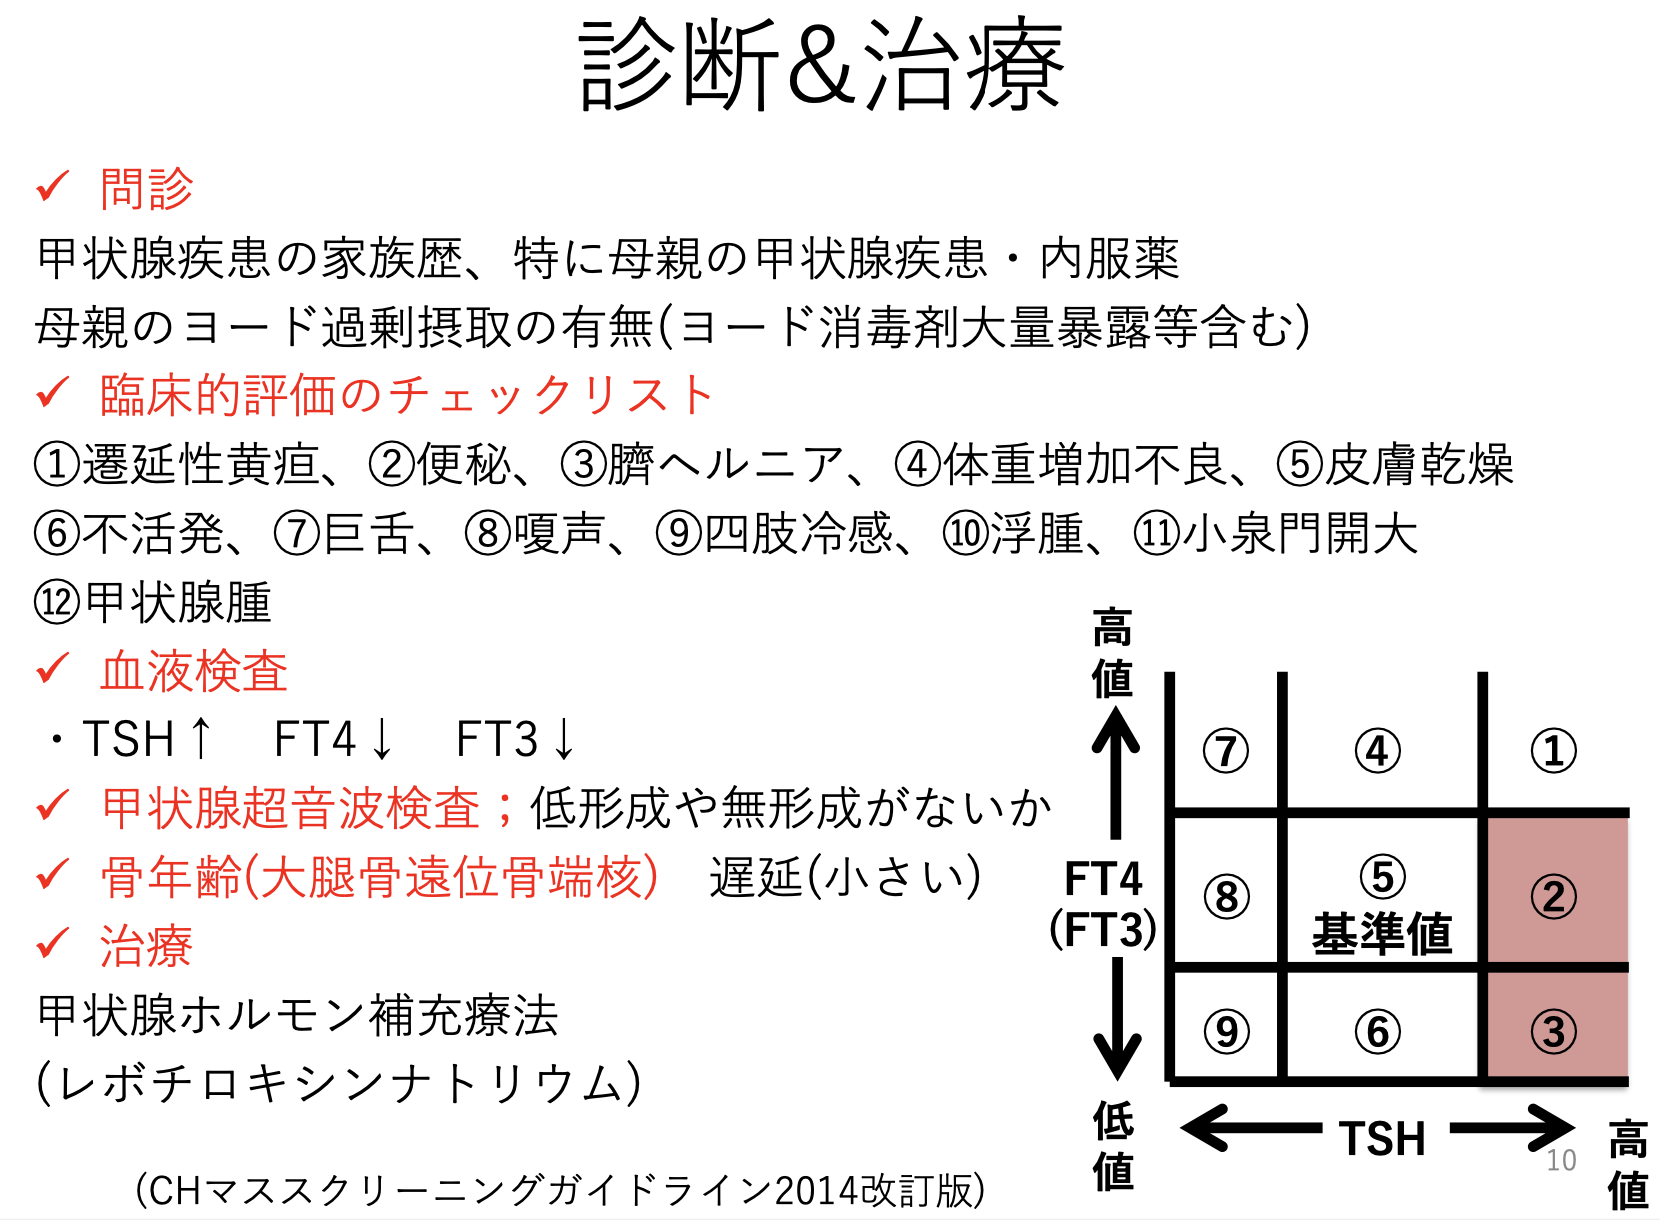 診断&治療
✓ 問診
甲状腺疾患の家族歴、特に母親の甲状腺疾患・内服薬
母親のヨード過剰摂取の有無(ヨード消毒剤大量暴露等含む)
✓ 臨床的評価のチェックリスト
①遷延性黄疸、②便秘、③臍ヘルニア、④体重増加不良、⑤皮膚乾燥
⑥不活発、⑦巨舌、⑧嗄声、⑨四肢冷感、⑩浮腫、⑪小泉門開大
⑫甲状腺腫
✓ 血液検査
・TSH↑ FT4↓ FT3↓
✓ 甲状腺超音波検査；低形成や無形成がないか
✓ 骨年齢(大腿骨遠位骨端核) 遅延(小さい)
✓ 治療
甲状腺ホルモン補充療法
(レボチロキシンナトリウム)
(CHマススクリーニングガイドライン2014改訂版)
高値
FT4
(FT3)
低値
⑦ ④ ①
⑧ ⑤ ②
基準値
⑨ ⑥ ③
TSH
高値
10